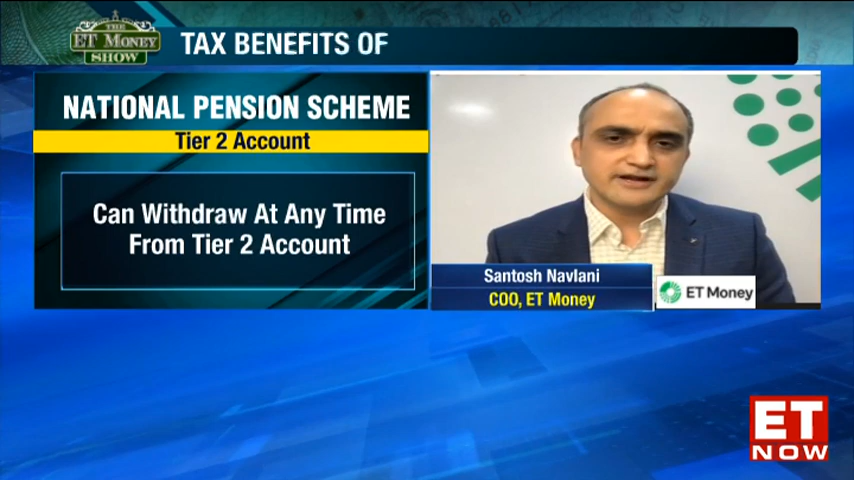 THE
ET MONEY
SHOW
TAX BENEFITS OF
NATIONAL PENSION SCHEME
Tier 2 Account
Can Withdraw At Any Time
From Tier 2 Account
Santosh Navlani
COO, ET Money
ET Money
ET
NOW